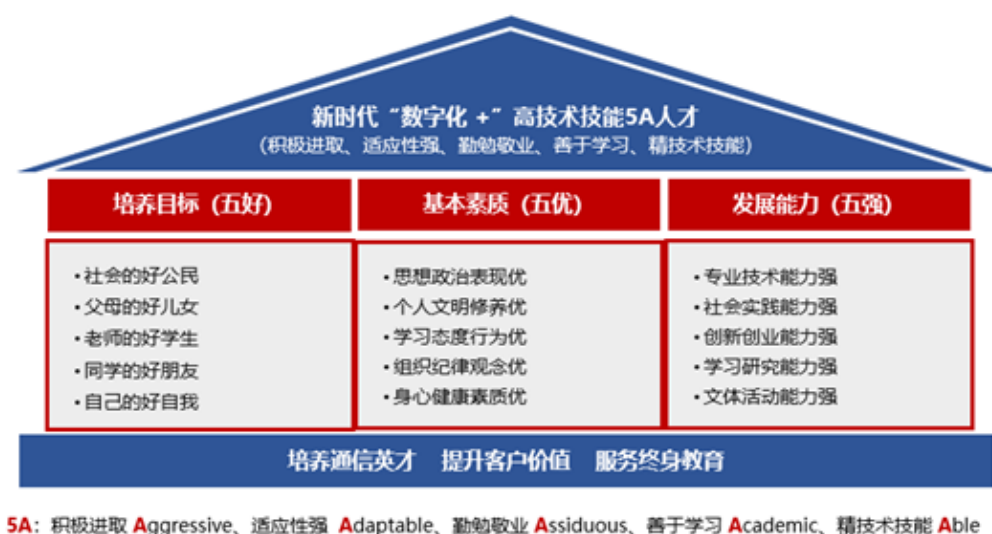 新时代“数字化 +”高技术技能5A人才
（积极进取、适应性强、勤勉敬业、善于学习、精技术技能）
培养目标（五好）
·社会的好公民
·父母的好儿女
·老师的好学生
·同学的好朋友
·自己的好自我
基本素质（五优）
·思想政治表现优
·个人文明修养优
·学习态度行为优
·组织纪律观念优
·身心健康素质优
发展能力（五强）
·专业技术能力强
·社会实践能力强
·创新创业能力强
·学习研究能力强
·文体活动能力强
培养通信英才 提升客户价值 服务终身教育
5A：积极进取 Aggressive、适应性强 Adaptable、勤勉敬业 Assiduous、善于学习 Academic、精技术技能 Able